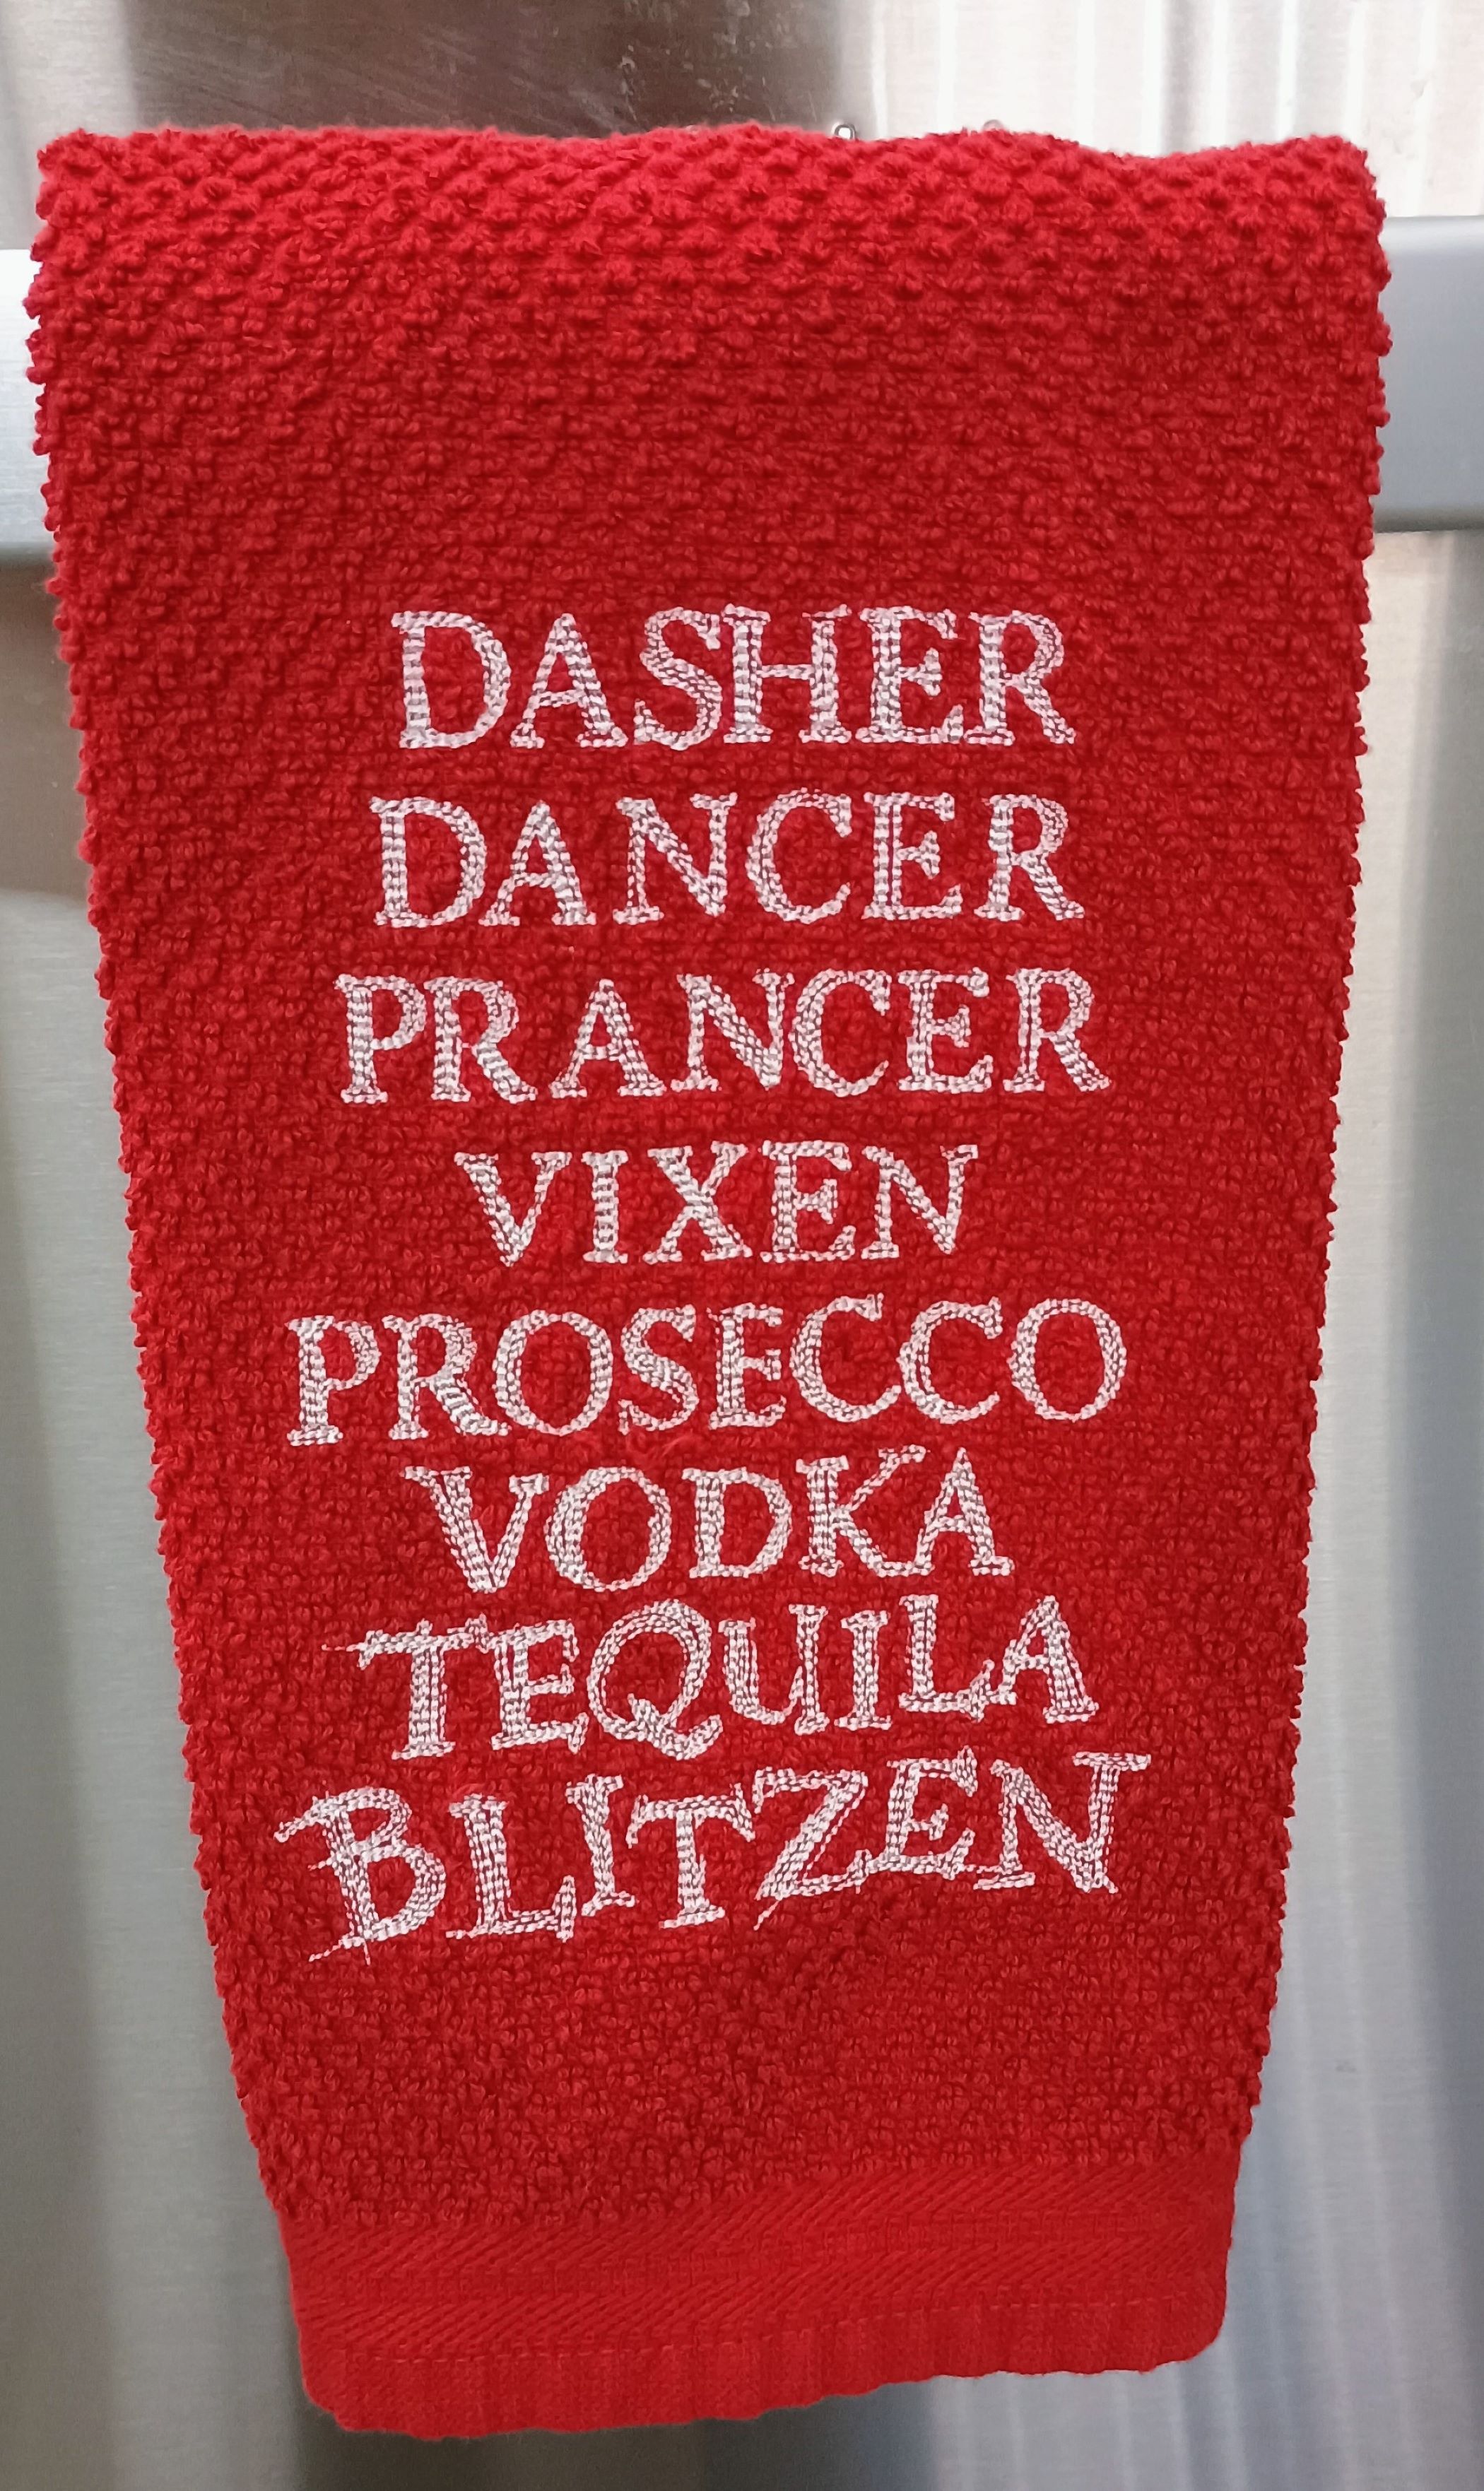 DASHER
DANCER
PRANCER
VIXEN
PROSECCO
VODKA
TEQUILA
BLITZEN